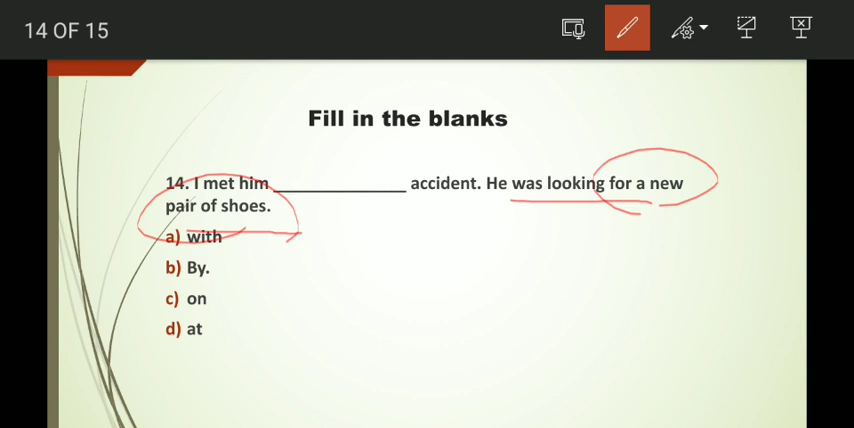 14 OF 15
Fill in the blanks
14. I met him ______________ accident. He was looking for a new
pair of shoes.
a) with
b) By.
c) on
d) at